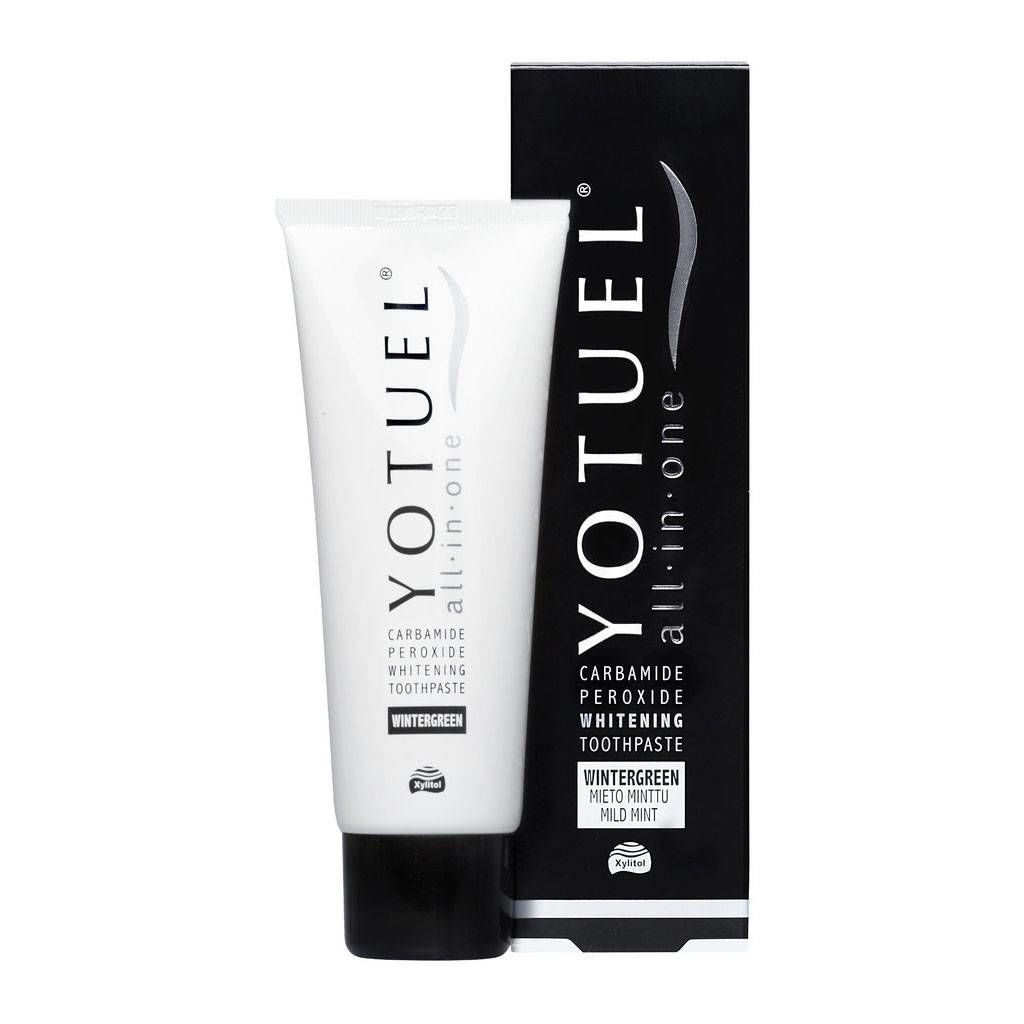 YOTUEL®
all·in·one
CARBAMIDE
PEROXIDE
WHITENING
TOOTHPASTE
WINTERGREEN
Xylitol
YOTUEL®
all·in·one
CARBAMIDE
PEROXIDE
WHITENING
TOOTHPASTE
WINTERGREEN
MIETO MINTTU
MILD MINT
Xylitol